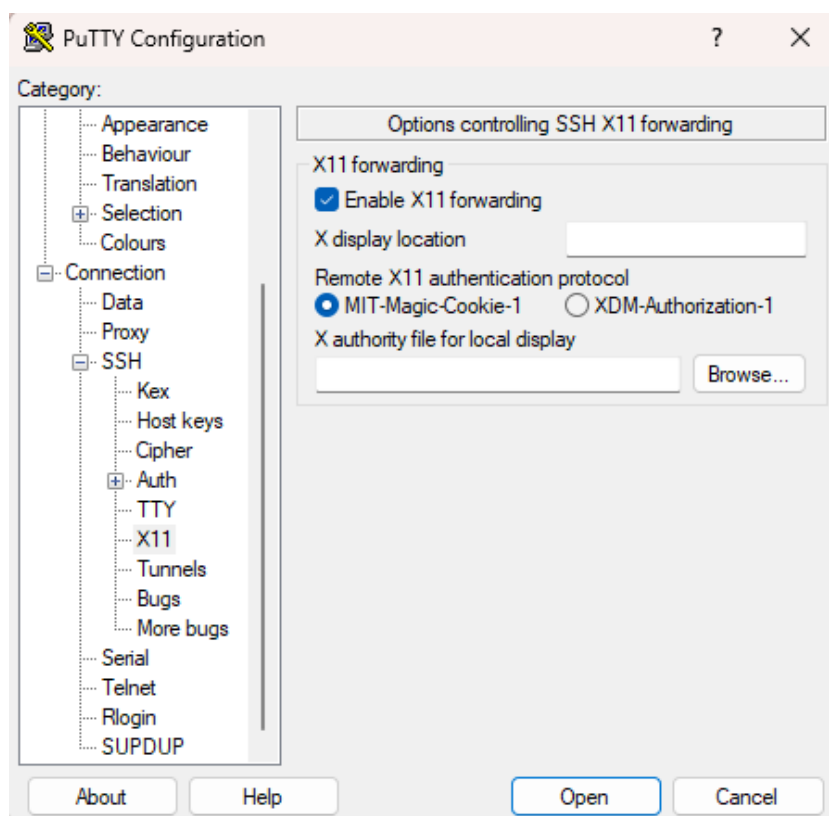 PuTTY Configuration
?
Category:
Appearance
Behaviour
Translation
Selection
Colours
Connection
Data
Proxy
SSH
Kex
Host keys
Cipher
Auth
TTY
X11
Tunnels
Bugs
More bugs
Serial
Telnet
Rlogin
SUPDUP
Options controlling SSH X11 forwarding
X11 forwarding
Enable X11 forwarding
X display location
Remote X11 authentication protocol
MIT-Magic-Cookie-1 XDM-Authorization-1
X authority file for local display
Browse...
About Help Open Cancel